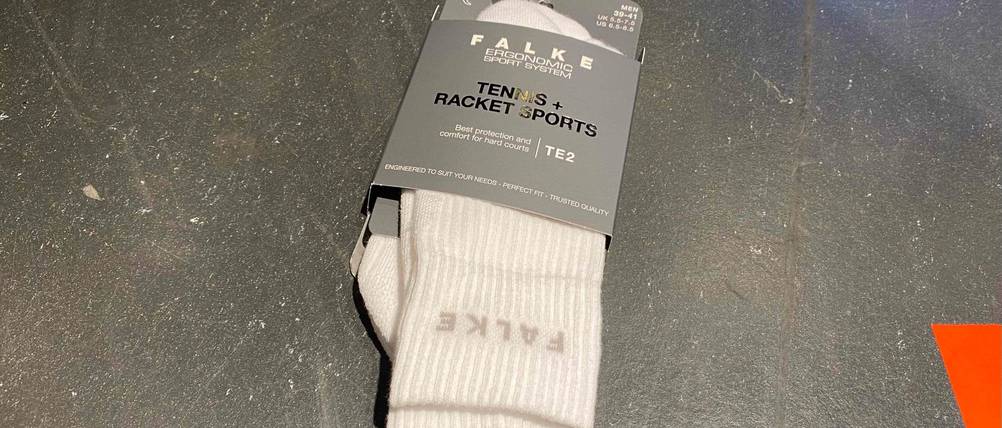 MEN
39-41
UK 5.5-7.5
US 6.5-8.5
FALKE
ERGONOMIC
SPORT SYSTEM
TENNIS +
RACKET SPORTS
Best protection and
comfort for hard courts
TE2
ENGINEERED TO SUIT YOUR NEEDS - PERFECT FIT - TRUSTED QUALITY
FALKE